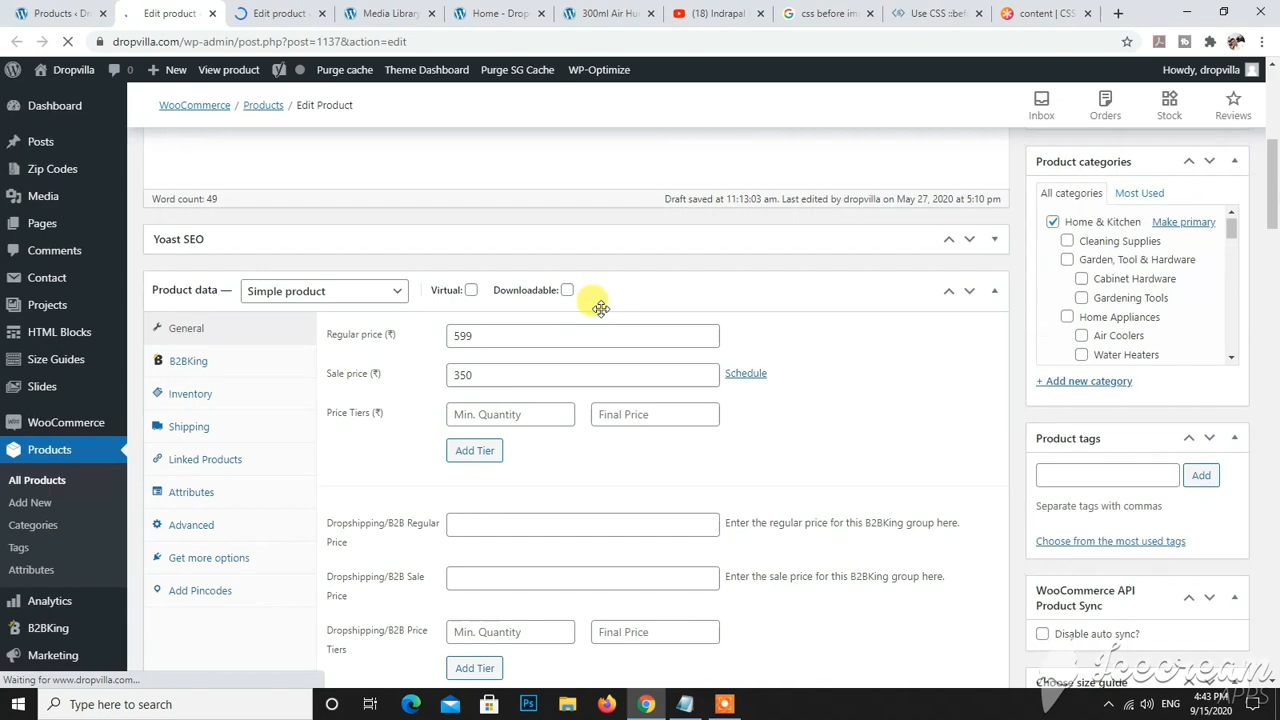 Products ‹ Dro
Edit product
Edit product
Media Library
Home - Drop
300ml Air Hu
(18) Indrapal
css before im
Use CSS ::bef
content | CSS
dropvilla.com/wp-admin/post.php?post=1137&action=edit
Dropvilla 0 New View product Purge cache Theme Dashboard Purge SG Cache WP-Optimize Howdy, dropvilla
WooCommerce / Products / Edit Product
Inbox Orders Stock Reviews
Dashboard
Posts
Zip Codes
Media
Pages
Comments
Contact
Projects
HTML Blocks
Size Guides
Slides
WooCommerce
Products
All Products
Add New
Categories
Tags
Attributes
Analytics
B2BKing
Marketing
Word count: 49 Draft saved at 11:13:03 am. Last edited by dropvilla on May 27, 2020 at 5:10 pm
Yoast SEO
Product data — Simple product Virtual: Downloadable:
General
B2BKing
Inventory
Shipping
Linked Products
Attributes
Advanced
Get more options
Add Pincodes
Regular price (₹) 599
Sale price (₹) 350 Schedule
Price Tiers (₹) Min. Quantity Final Price
Add Tier
Dropshipping/B2B Regular Price Enter the regular price for this B2BKing group here.
Dropshipping/B2B Sale Price Enter the sale price for this B2BKing group here.
Dropshipping/B2B Price Tiers Min. Quantity Final Price
Add Tier
Product categories
All categories Most Used
Home & Kitchen Make primary
Cleaning Supplies
Garden, Tool & Hardware
Cabinet Hardware
Gardening Tools
Home Appliances
Air Coolers
Water Heaters
+ Add new category
Product tags
Add
Separate tags with commas
Choose from the most used tags
WooCommerce API
Product Sync
Disable auto sync?
Choose size guide
Icecream
APPS
Waiting for www.dropvilla.com...
Type here to search
ENG
4:43 PM
9/15/2020